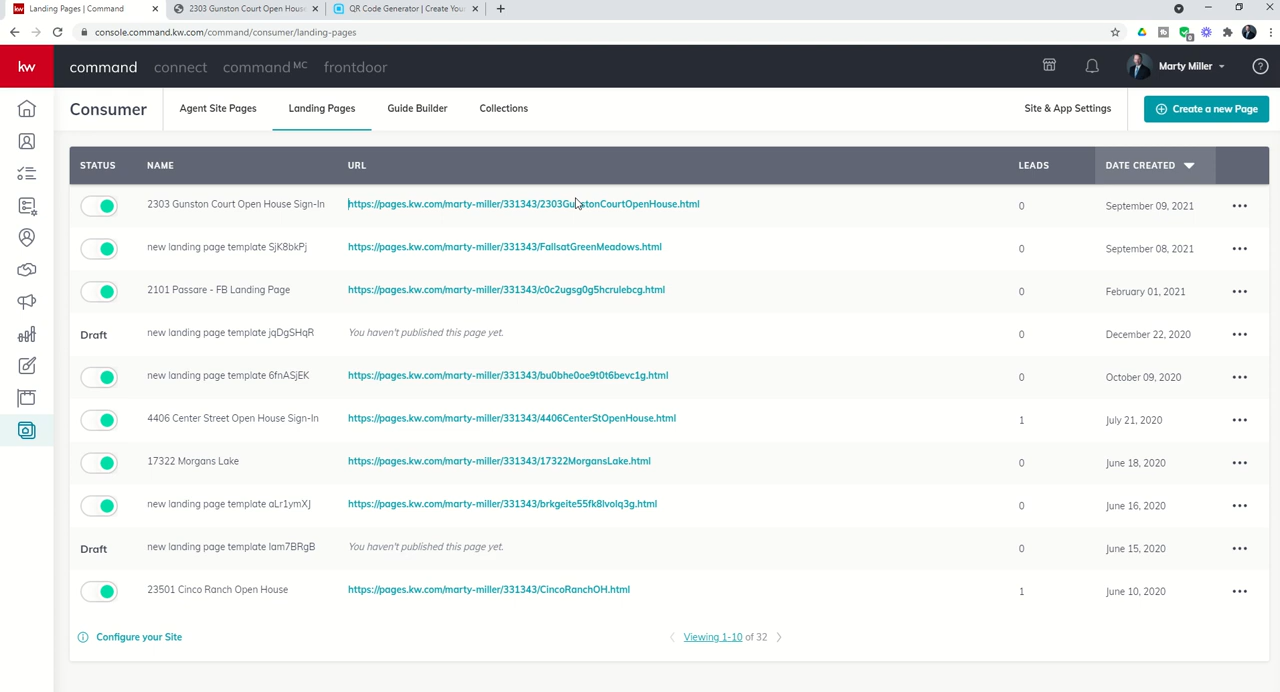 Landing Pages | Command
2303 Gunston Court Open Hous
QR Code Generator | Create You
console.command.kw.com/command/consumer/landing-pages
kw
command connect command MC frontdoor
Marty Miller
Consumer
Agent Site Pages Landing Pages Guide Builder Collections
Site & App Settings
Create a new Page
STATUS NAME URL LEADS DATE CREATED
2303 Gunston Court Open House Sign-In https://pages.kw.com/marty-miller/331343/2303GunstonCourtOpenHouse.html 0 September 09, 2021
new landing page template SjK8bkPj https://pages.kw.com/marty-miller/331343/FallsatGreenMeadows.html 0 September 08, 2021
2101 Passare - FB Landing Page https://pages.kw.com/marty-miller/331343/c0c2ugsg0g5hcrulebcg.html 0 February 01, 2021
Draft new landing page template jqDgSHqR You haven't published this page yet. 0 December 22, 2020
new landing page template 6fnASjEK https://pages.kw.com/marty-miller/331343/bu0bhe0oe9t0t6bevc1g.html 0 October 09, 2020
4406 Center Street Open House Sign-In https://pages.kw.com/marty-miller/331343/4406CenterStOpenHouse.html 1 July 21, 2020
17322 Morgans Lake https://pages.kw.com/marty-miller/331343/17322MorgansLake.html 0 June 18, 2020
new landing page template aLr1ymXJ https://pages.kw.com/marty-miller/331343/brkgeite55fk8lvolq3g.html 0 June 16, 2020
Draft new landing page template Iam7BRgB You haven't published this page yet. 0 June 15, 2020
23501 Cinco Ranch Open House https://pages.kw.com/marty-miller/331343/CincoRanchOH.html 1 June 10, 2020
Configure your Site
Viewing 1-10 of 32